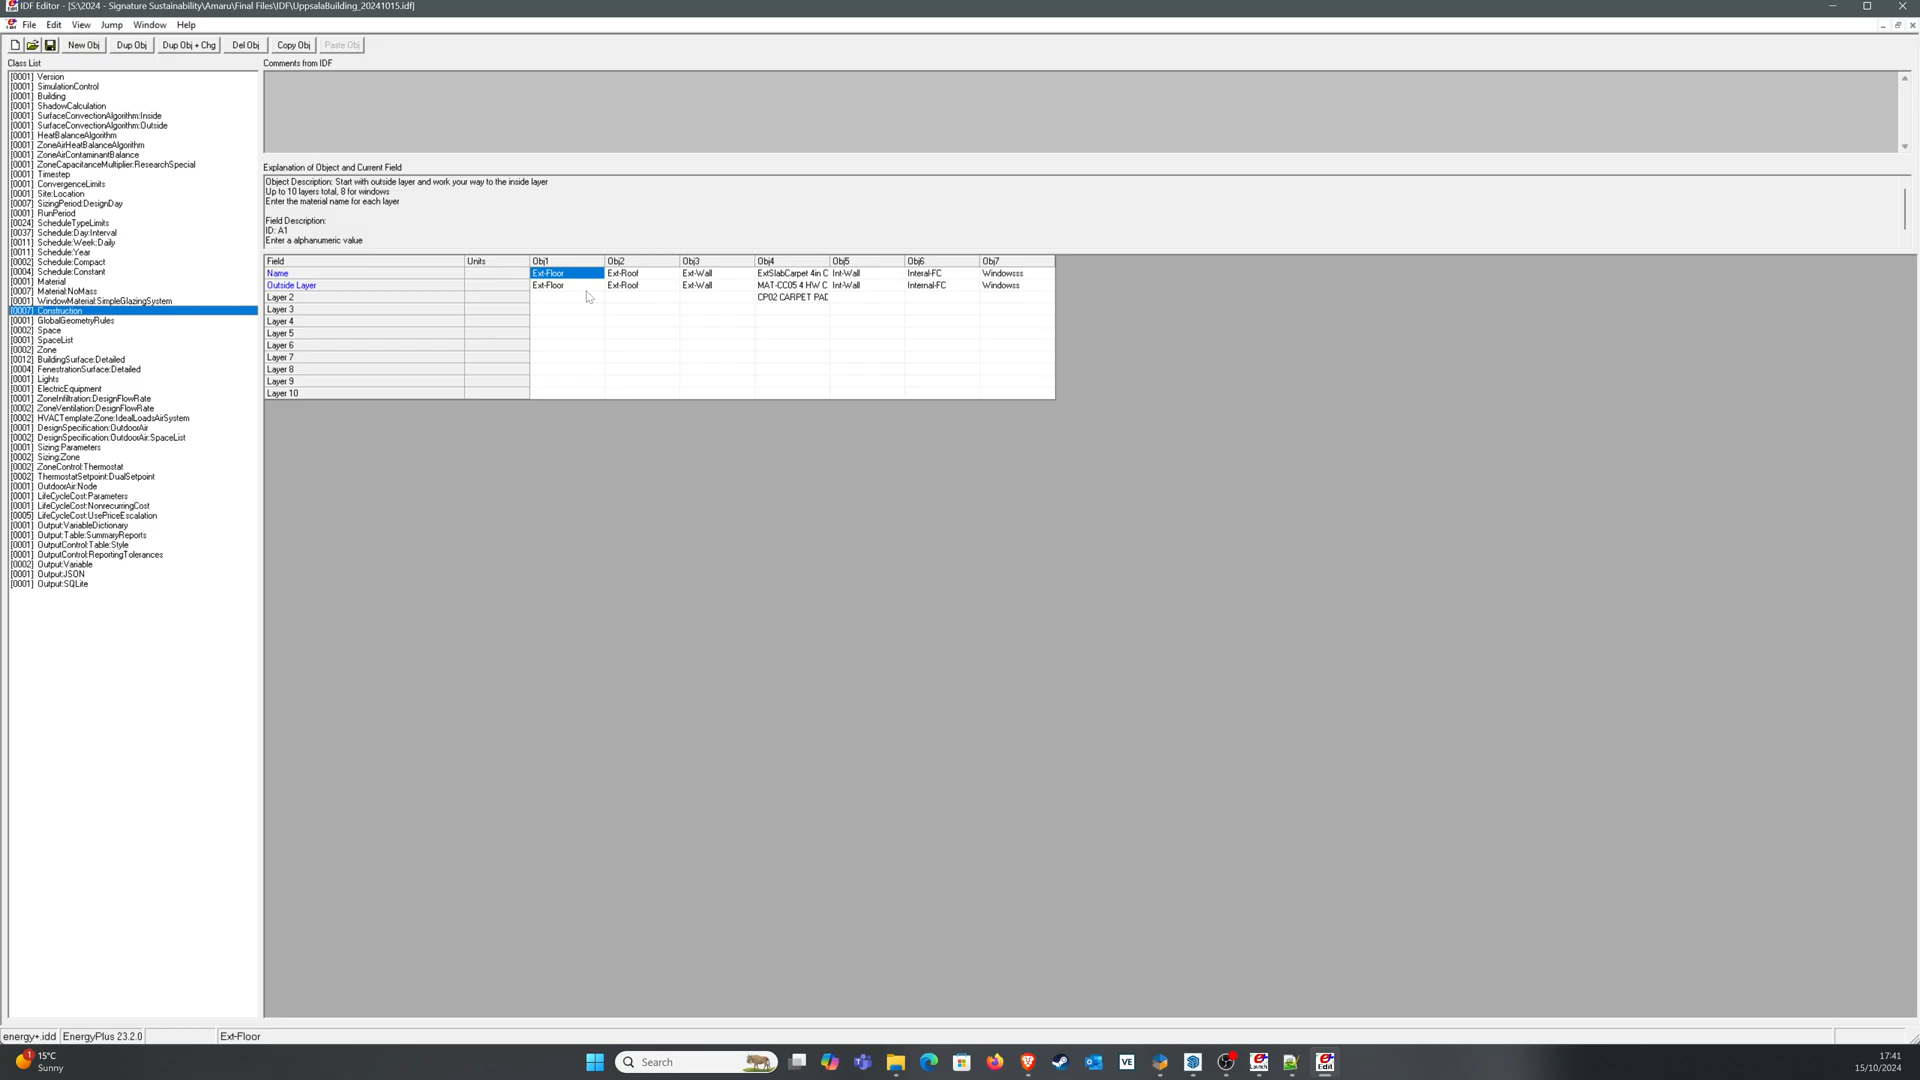 IDF Editor - [S:\2024 - Signature Sustainability\Amaru\Final Files\IDF\UppsalaBuilding_20241015.idf]
File Edit View Jump Window Help
New Obj Dup Obj Dup Obj + Chg Del Obj Copy Obj Paste Obj
Class List
Comments from IDF
[0001] Version
[0001] SimulationControl
[0001] Building
[0001] ShadowCalculation
[0001] SurfaceConvectionAlgorithm:Inside
[0001] SurfaceConvectionAlgorithm:Outside
[0001] HeatBalanceAlgorithm
[0001] ZoneAirHeatBalanceAlgorithm
[0001] ZoneAirContaminantBalance
[0001] ZoneCapacitanceMultiplier:ResearchSpecial
[0001] Timestep
[0001] ConvergenceLimits
[0001] Site:Location
[0007] SizingPeriod:DesignDay
[0001] RunPeriod
[0024] ScheduleTypeLimits
[0037] Schedule:Day:Interval
[0011] Schedule:Week:Daily
[0011] Schedule:Year
[0002] Schedule:Compact
[0004] Schedule:Constant
[0001] Material
[0007] Material:NoMass
[0001] WindowMaterial:SimpleGlazingSystem
[0007] Construction
[0001] GlobalGeometryRules
[0002] Space
[0001] SpaceList
[0002] Zone
[0012] BuildingSurface:Detailed
[0004] FenestrationSurface:Detailed
[0001] Lights
[0001] ElectricEquipment
[0001] ZoneInfiltration:DesignFlowRate
[0002] ZoneVentilation:DesignFlowRate
[0002] HVACTemplate:Zone:IdealLoadsAirSystem
[0001] DesignSpecification:OutdoorAir
[0002] DesignSpecification:OutdoorAir:SpaceList
[0001] Sizing:Parameters
[0002] Sizing:Zone
[0002] ZoneControl:Thermostat
[0002] ThermostatSetpoint:DualSetpoint
[0001] OutdoorAir:Node
[0001] LifeCycleCost:Parameters
[0001] LifeCycleCost:NonrecurringCost
[0005] LifeCycleCost:UsePriceEscalation
[0001] Output:VariableDictionary
[0001] Output:Table:SummaryReports
[0001] OutputControl:Table:Style
[0001] OutputControl:ReportingTolerances
[0002] Output:Variable
[0001] Output:JSON
[0001] Output:SQLite
Explanation of Object and Current Field
Object Description: Start with outside layer and work your way to the inside layer
Up to 10 layers total, 8 for windows
Enter the material name for each layer
Field Description:
ID: A1
Enter a alphanumeric value
Field Units Obj1 Obj2 Obj3 Obj4 Obj5 Obj6 Obj7
Name Ext-Floor Ext-Roof Ext-Wall ExtSlabCarpet 4in C Int-Wall Interal-FC Windowsss
Outside Layer Ext-Floor Ext-Roof Ext-Wall MAT-CC05 4 HW C Int-Wall Internal-FC Windowss
Layer 2 CP02 CARPET PAD
Layer 3
Layer 4
Layer 5
Layer 6
Layer 7
Layer 8
Layer 9
Layer 10
energy+.idd EnergyPlus 23.2.0 Ext-Floor
1
15°C
Sunny
Search
VE
Launch
Edit
17:41
15/10/2024